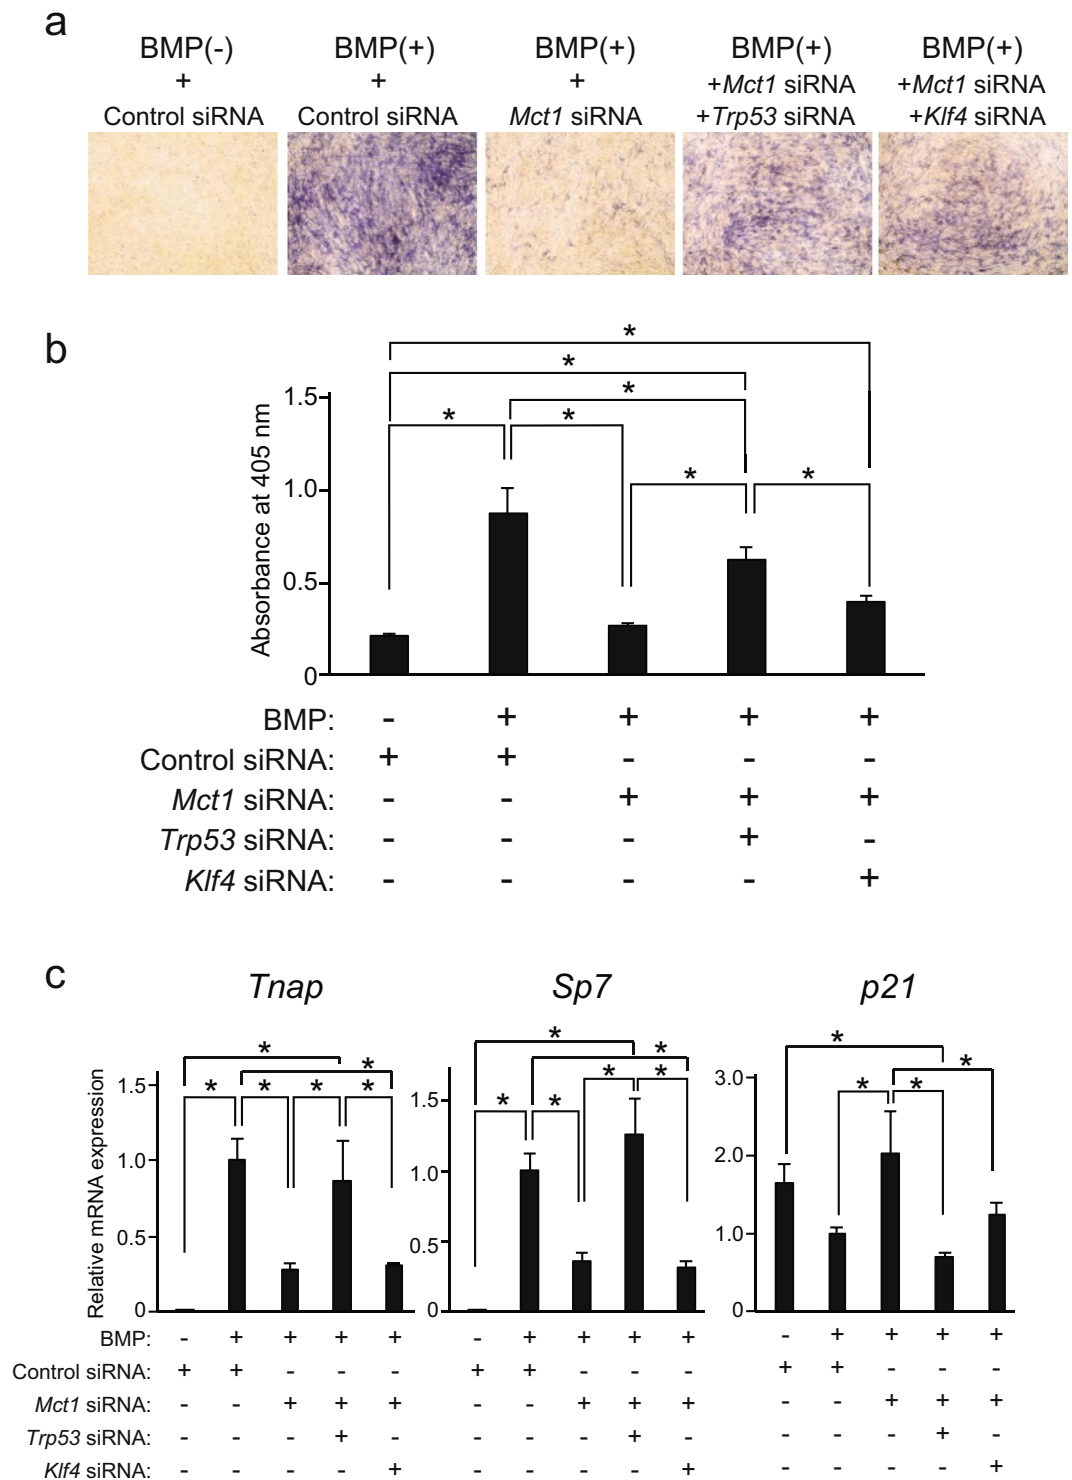 a
BMP(-) BMP(+) BMP(+) BMP(+) BMP(+)
+ + + +Mct1 siRNA +Mct1 siRNA
Control siRNA Control siRNA Mct1 siRNA +Trp53 siRNA +Klf4 siRNA
b
*
*
*
* *
* *
Absorbance at 405 nm
1.5
1.0
0.5
0
BMP: - + + + +
Control siRNA: + + - - -
Mct1 siRNA: - - + + +
Trp53 siRNA: - - - + -
Klf4 siRNA: - - - - +
c
Tnap Sp7 p21
* * *
* * *
* * * * * * * * * *
Relative mRNA expression
1.5 1.5 3.0
1.0 1.0 2.0
0.5 0.5 1.0
0 0 0
BMP: - + + + + - + + + + - + + + +
Control siRNA: + + - - - + + - - - + + - - -
Mct1 siRNA: - - + + + - - + + + - - + + +
Trp53 siRNA: - - - + - - - - + - - - - + -
Klf4 siRNA: - - - - + - - - - + - - - - +